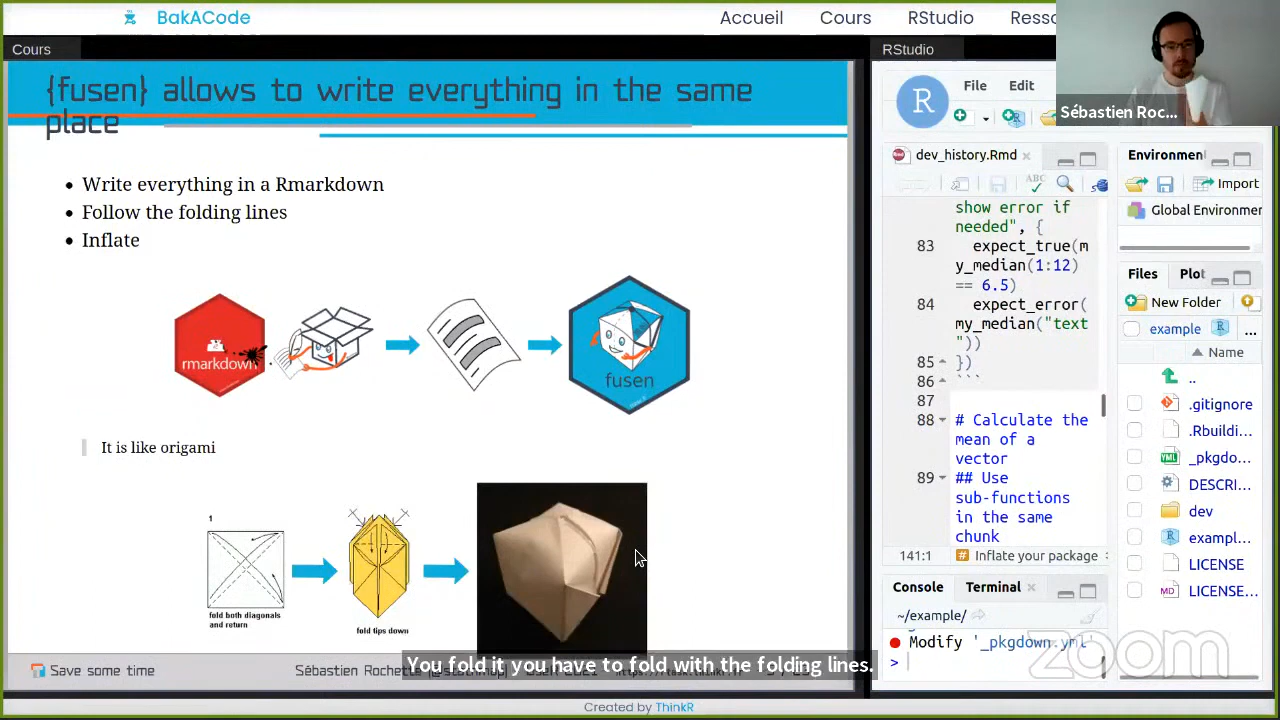 BakACode
Accueil
Cours
RStudio
Cours
RStudio
{fusen} allows to write everything in the same
place
File
Edit
Sébastien Roc...
• Write everything in a Rmarkdown
• Follow the folding lines
• Inflate
rmarkdown
fusen
It is like origami
1
fold both diagonals
and return
fold tips down
dev_history.Rmd
ABC
show error if
needed", {
83 expect_true(m
y_median(1:12)
== 6.5)
84 expect_error(
my_median("text
"))
85 })
86 ```
87
88 # Calculate the
mean of a
vector
89 ## Use
sub-functions
in the same
chunk
141:1 # Inflate your package
Console
Terminal
~/example/
Modify '_pkgdown.yml'
>
Import
Files
Plot
New Folder
example
...
Name
..
.gitignore
.Rbuildi...
_pkgdo...
DESCRI...
dev
exampl...
LICENSE
LICENSE....
zoom
You fold it you have to fold with the folding lines.
Save some time
Created by ThinkR